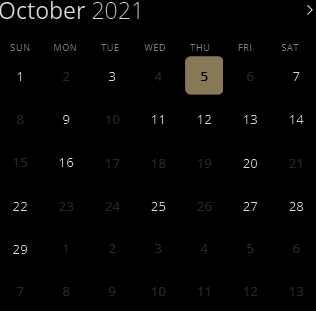 October 2021
SUN MON TUE WED THU FRI SAT
1 2 3 4 5 6 7
8 9 10 11 12 13 14
15 16 17 18 19 20 21
22 23 24 25 26 27 28
29 1 2 3 4 5 6
7 8 9 10 11 12 13